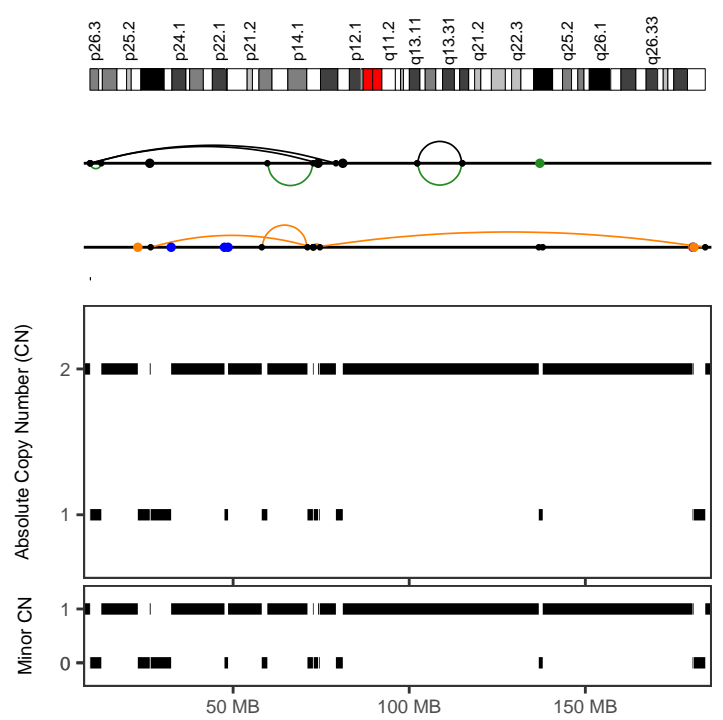 p26.3 p25.2 p24.1 p22.1 p21.2 p14.1 p12.1 q11.2 q13.11 q13.31 q21.2 q22.3 q25.2 q26.1 q26.33
Absolute Copy Number (CN)
2
1
Minor CN
1
0
50 MB 100 MB 150 MB